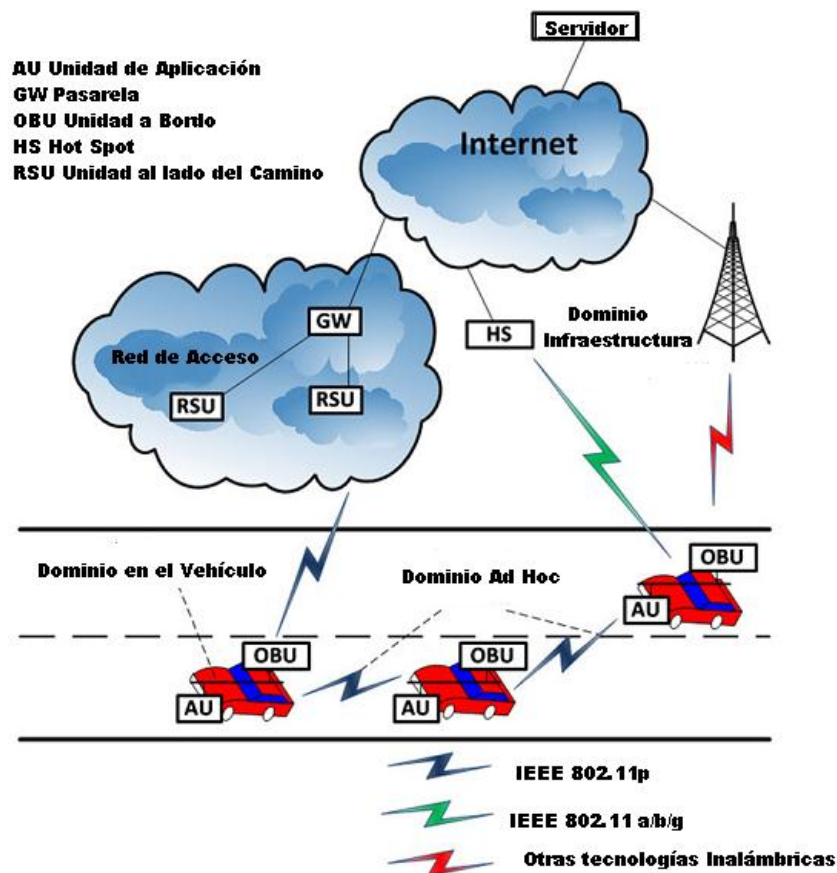 Servidor
AU Unidad de Aplicación
GW Pasarela
OBU Unidad a Bordo
HS Hot Spot
RSU Unidad al lado del Camino
Internet
GW
Red de Acceso
RSU
RSU
HS
Dominio
Infraestructura
Dominio en el Vehículo
Dominio Ad Hoc
OBU
AU
OBU
AU
OBU
AU
IEEE 802.11p
IEEE 802.11 a/b/g
Otras tecnologías Inalámbricas